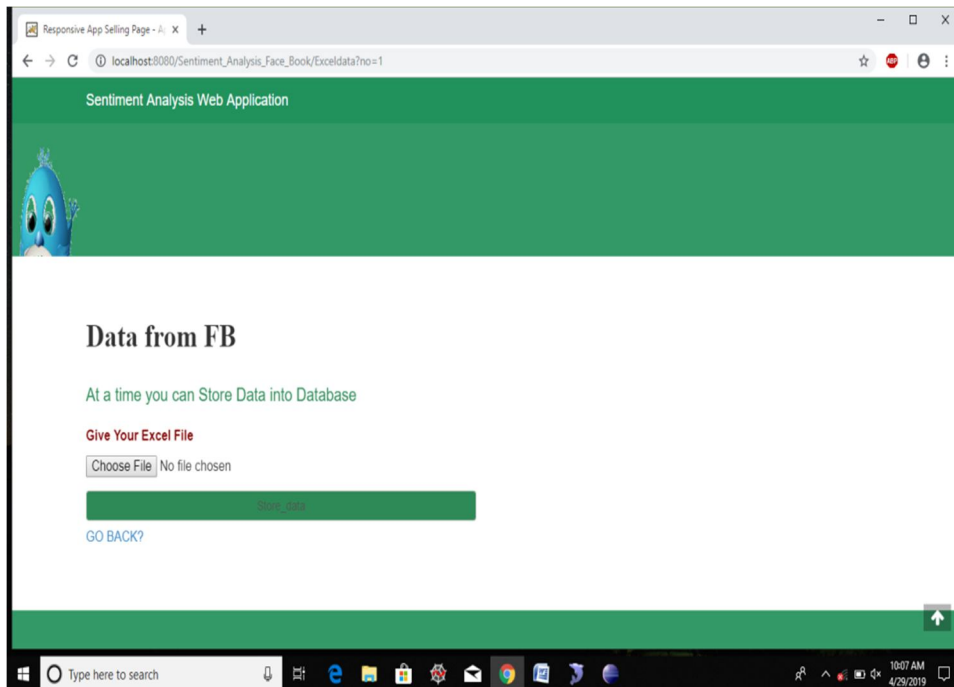 Responsive App Selling Page - Ap
localhost:8080/Sentiment_Analysis_Face_Book/Exceldata?no=1
ABP
Sentiment Analysis Web Application
Data from FB
At a time you can Store Data into Database
Give Your Excel File
Choose File No file chosen
Store_data
GO BACK?
Type here to search
10:07 AM
4/29/2019